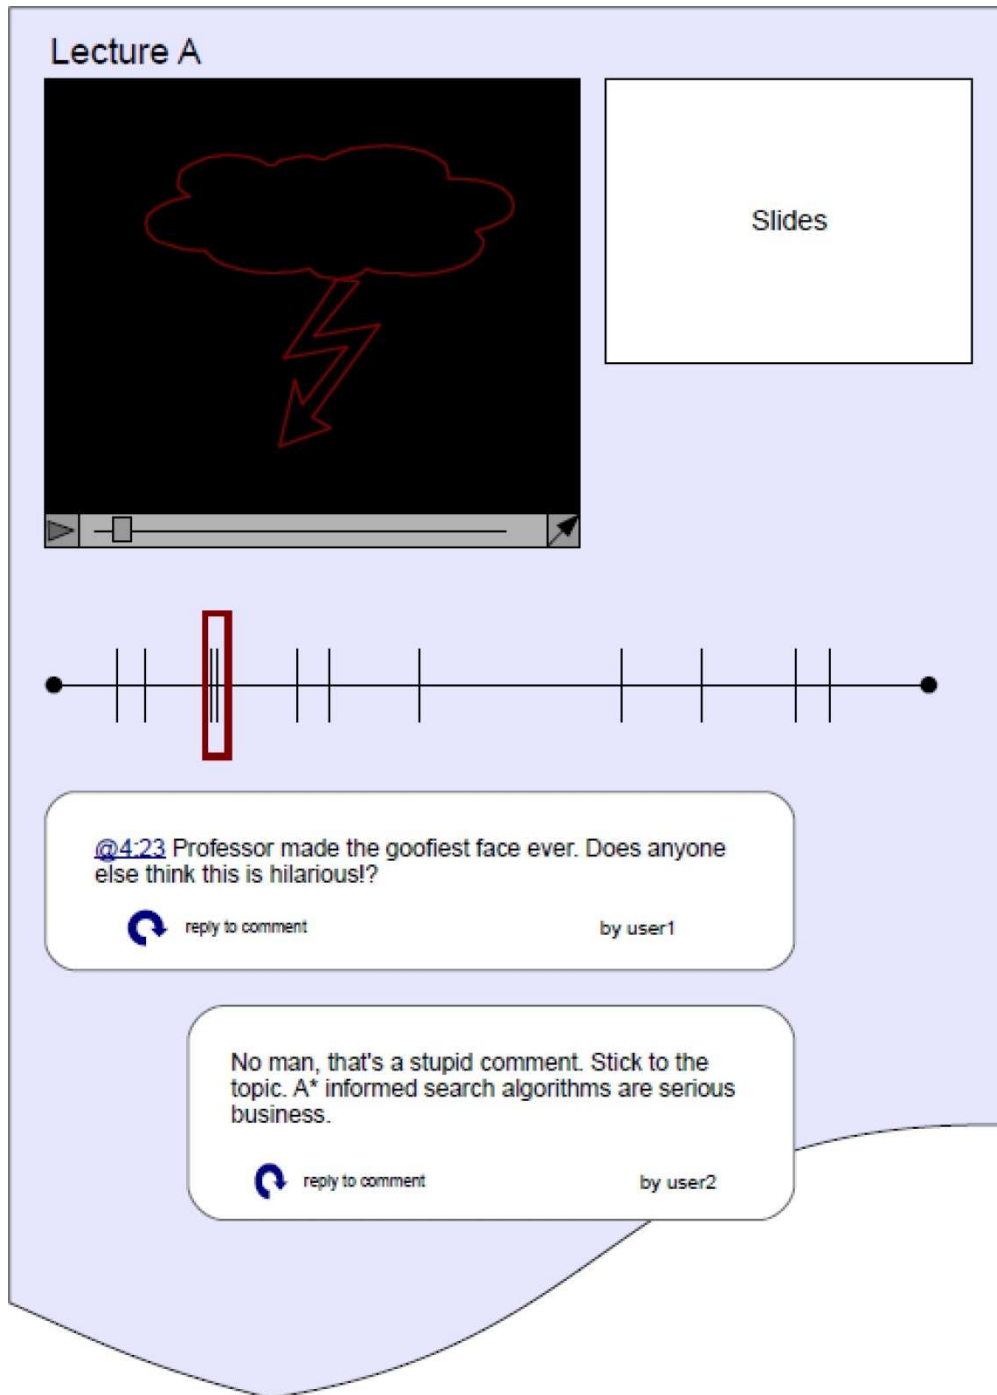 Lecture A
Slides
@4:23 Professor made the goofiest face ever. Does anyone
else think this is hilarious!?
reply to comment by user1
No man, that's a stupid comment. Stick to the
topic. A* informed search algorithms are serious
business.
reply to comment by user2